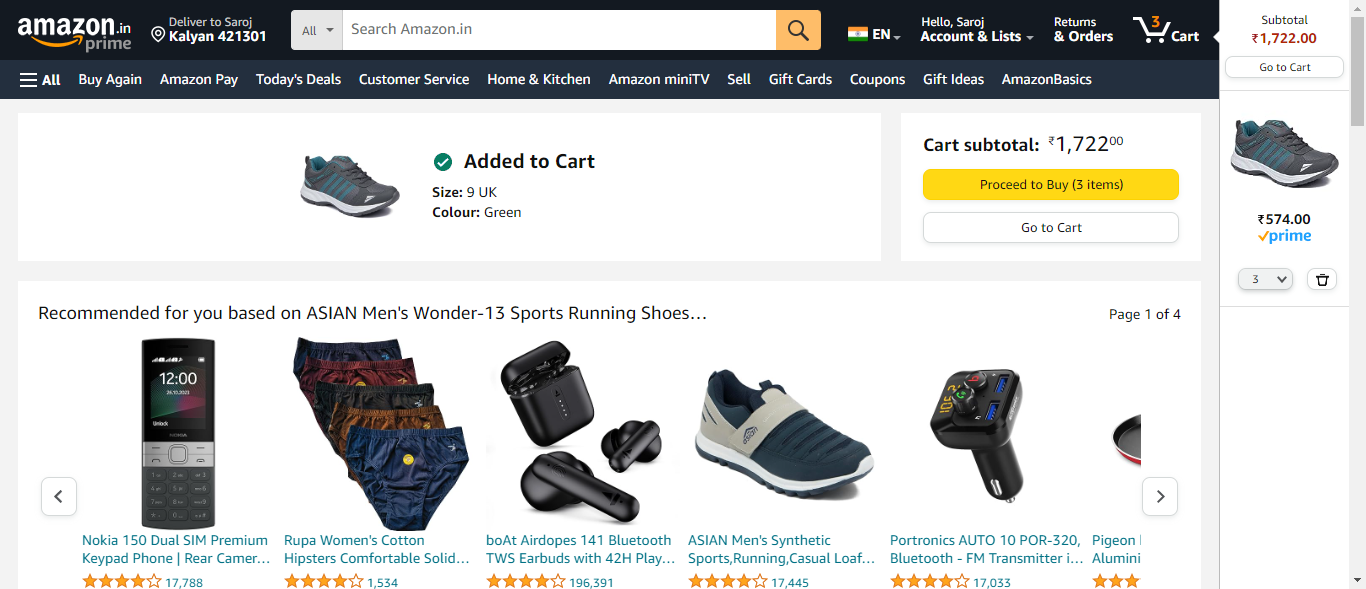 amazon.in
prime
Deliver to Saroj
Kalyan 421301
All
Search Amazon.in
EN
Hello, Saroj
Account & Lists
Returns
& Orders
3
Cart
Subtotal
₹1,722.00
Go to Cart
All
Buy Again
Amazon Pay
Today's Deals
Customer Service
Home & Kitchen
Amazon miniTV
Sell
Gift Cards
Coupons
Gift Ideas
AmazonBasics
Added to Cart
Size: 9 UK
Colour: Green
Cart subtotal: ₹1,722.00
Proceed to Buy (3 items)
Go to Cart
₹574.00
prime
3
Recommended for you based on ASIAN Men's Wonder-13 Sports Running Shoes…
Page 1 of 4
12:00
NOKIA
asian
Nokia 150 Dual SIM Premium
Keypad Phone | Rear Camer…
17,788
Rupa Women's Cotton
Hipsters Comfortable Solid…
1,534
boAt Airdopes 141 Bluetooth
TWS Earbuds with 42H Play…
196,391
ASIAN Men's Synthetic
Sports,Running,Casual Loaf…
17,445
Portronics AUTO 10 POR-320,
Bluetooth - FM Transmitter i…
17,033
Pigeon
Alumini